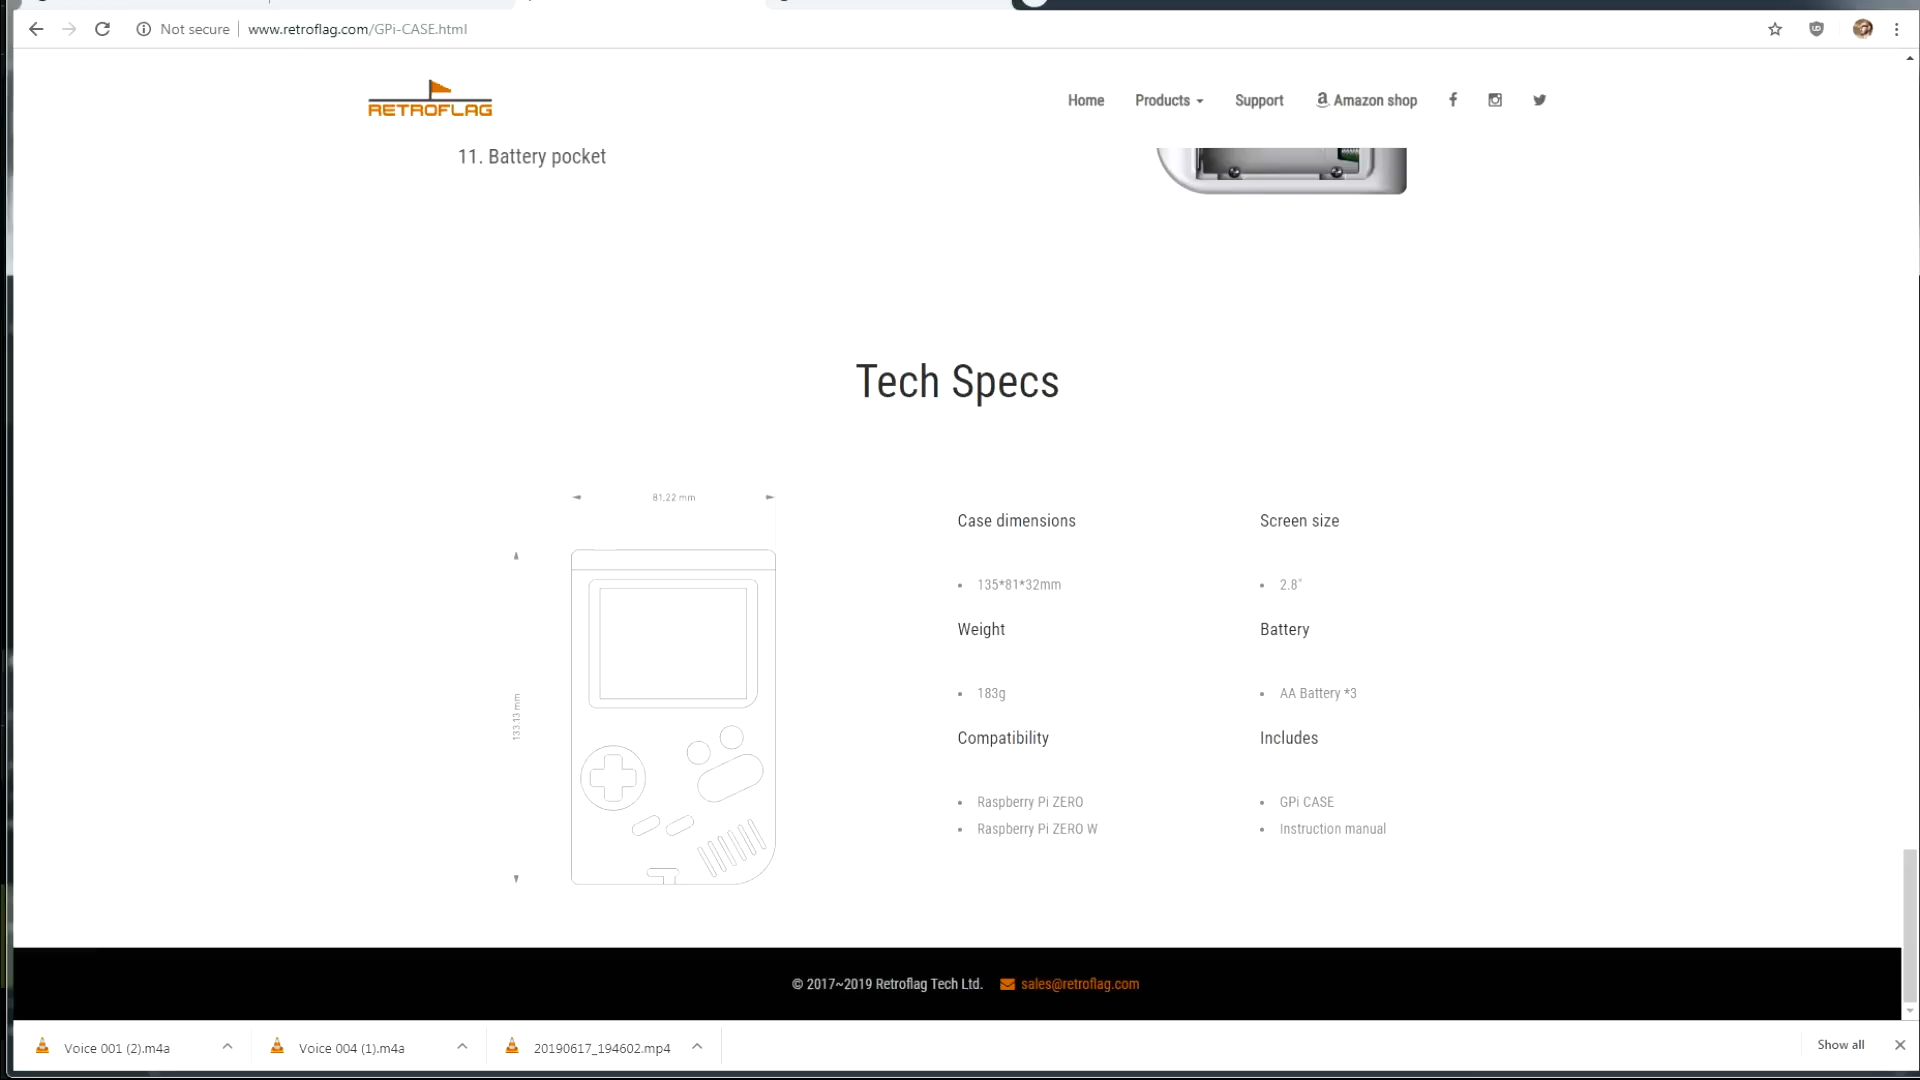 Not secure
www.retroflag.com/GPi-CASE.html
RETROFLAG
Home
Products
Support
Amazon shop
11. Battery pocket
Tech Specs
81.22 mm
133.13 mm
Case dimensions
• 135*81*32mm
Weight
• 183g
Compatibility
• Raspberry Pi ZERO
• Raspberry Pi ZERO W
Screen size
• 2.8"
Battery
• AA Battery *3
Includes
• GPi CASE
• Instruction manual
© 2017~2019 Retroflag Tech Ltd. sales@retroflag.com
Voice 001 (2).m4a
Voice 004 (1).m4a
20190617_194602.mp4
Show all